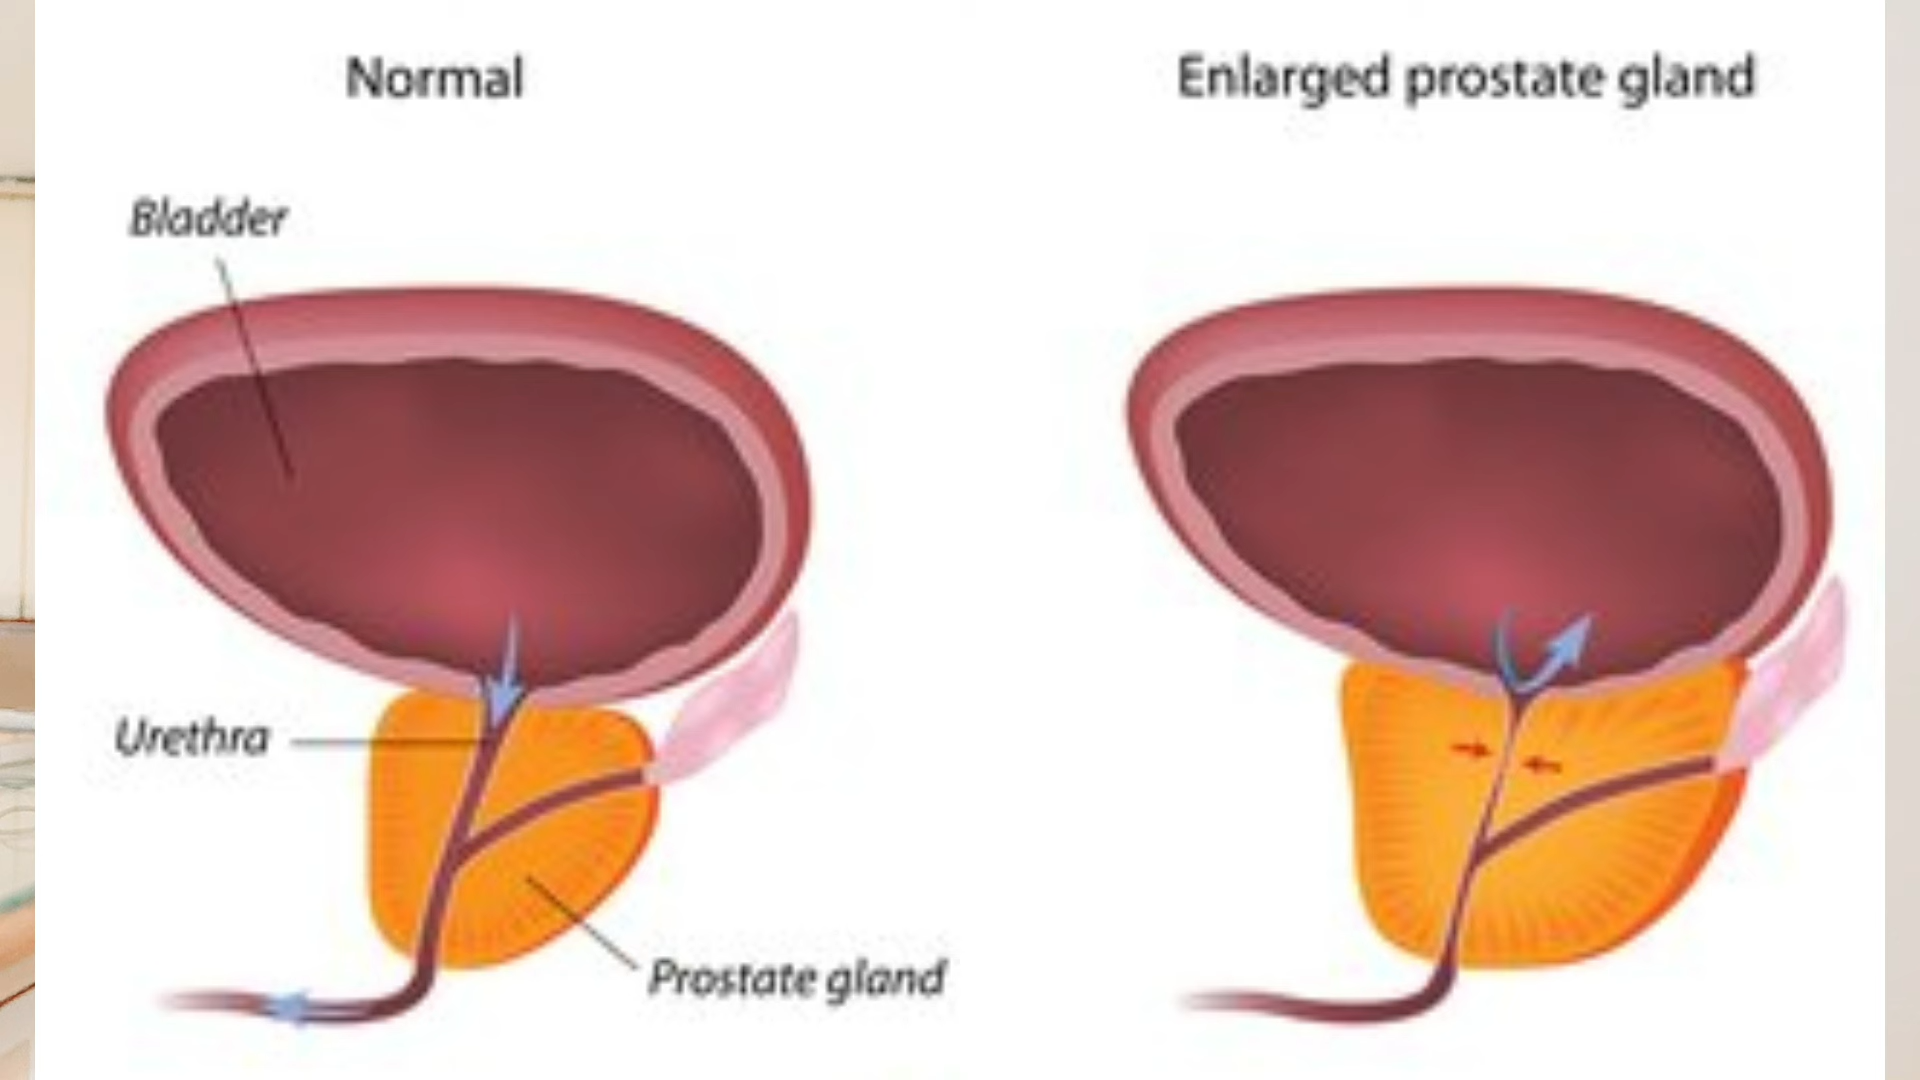 Normal
Enlarged prostate gland
Bladder
Urethra
Prostate gland